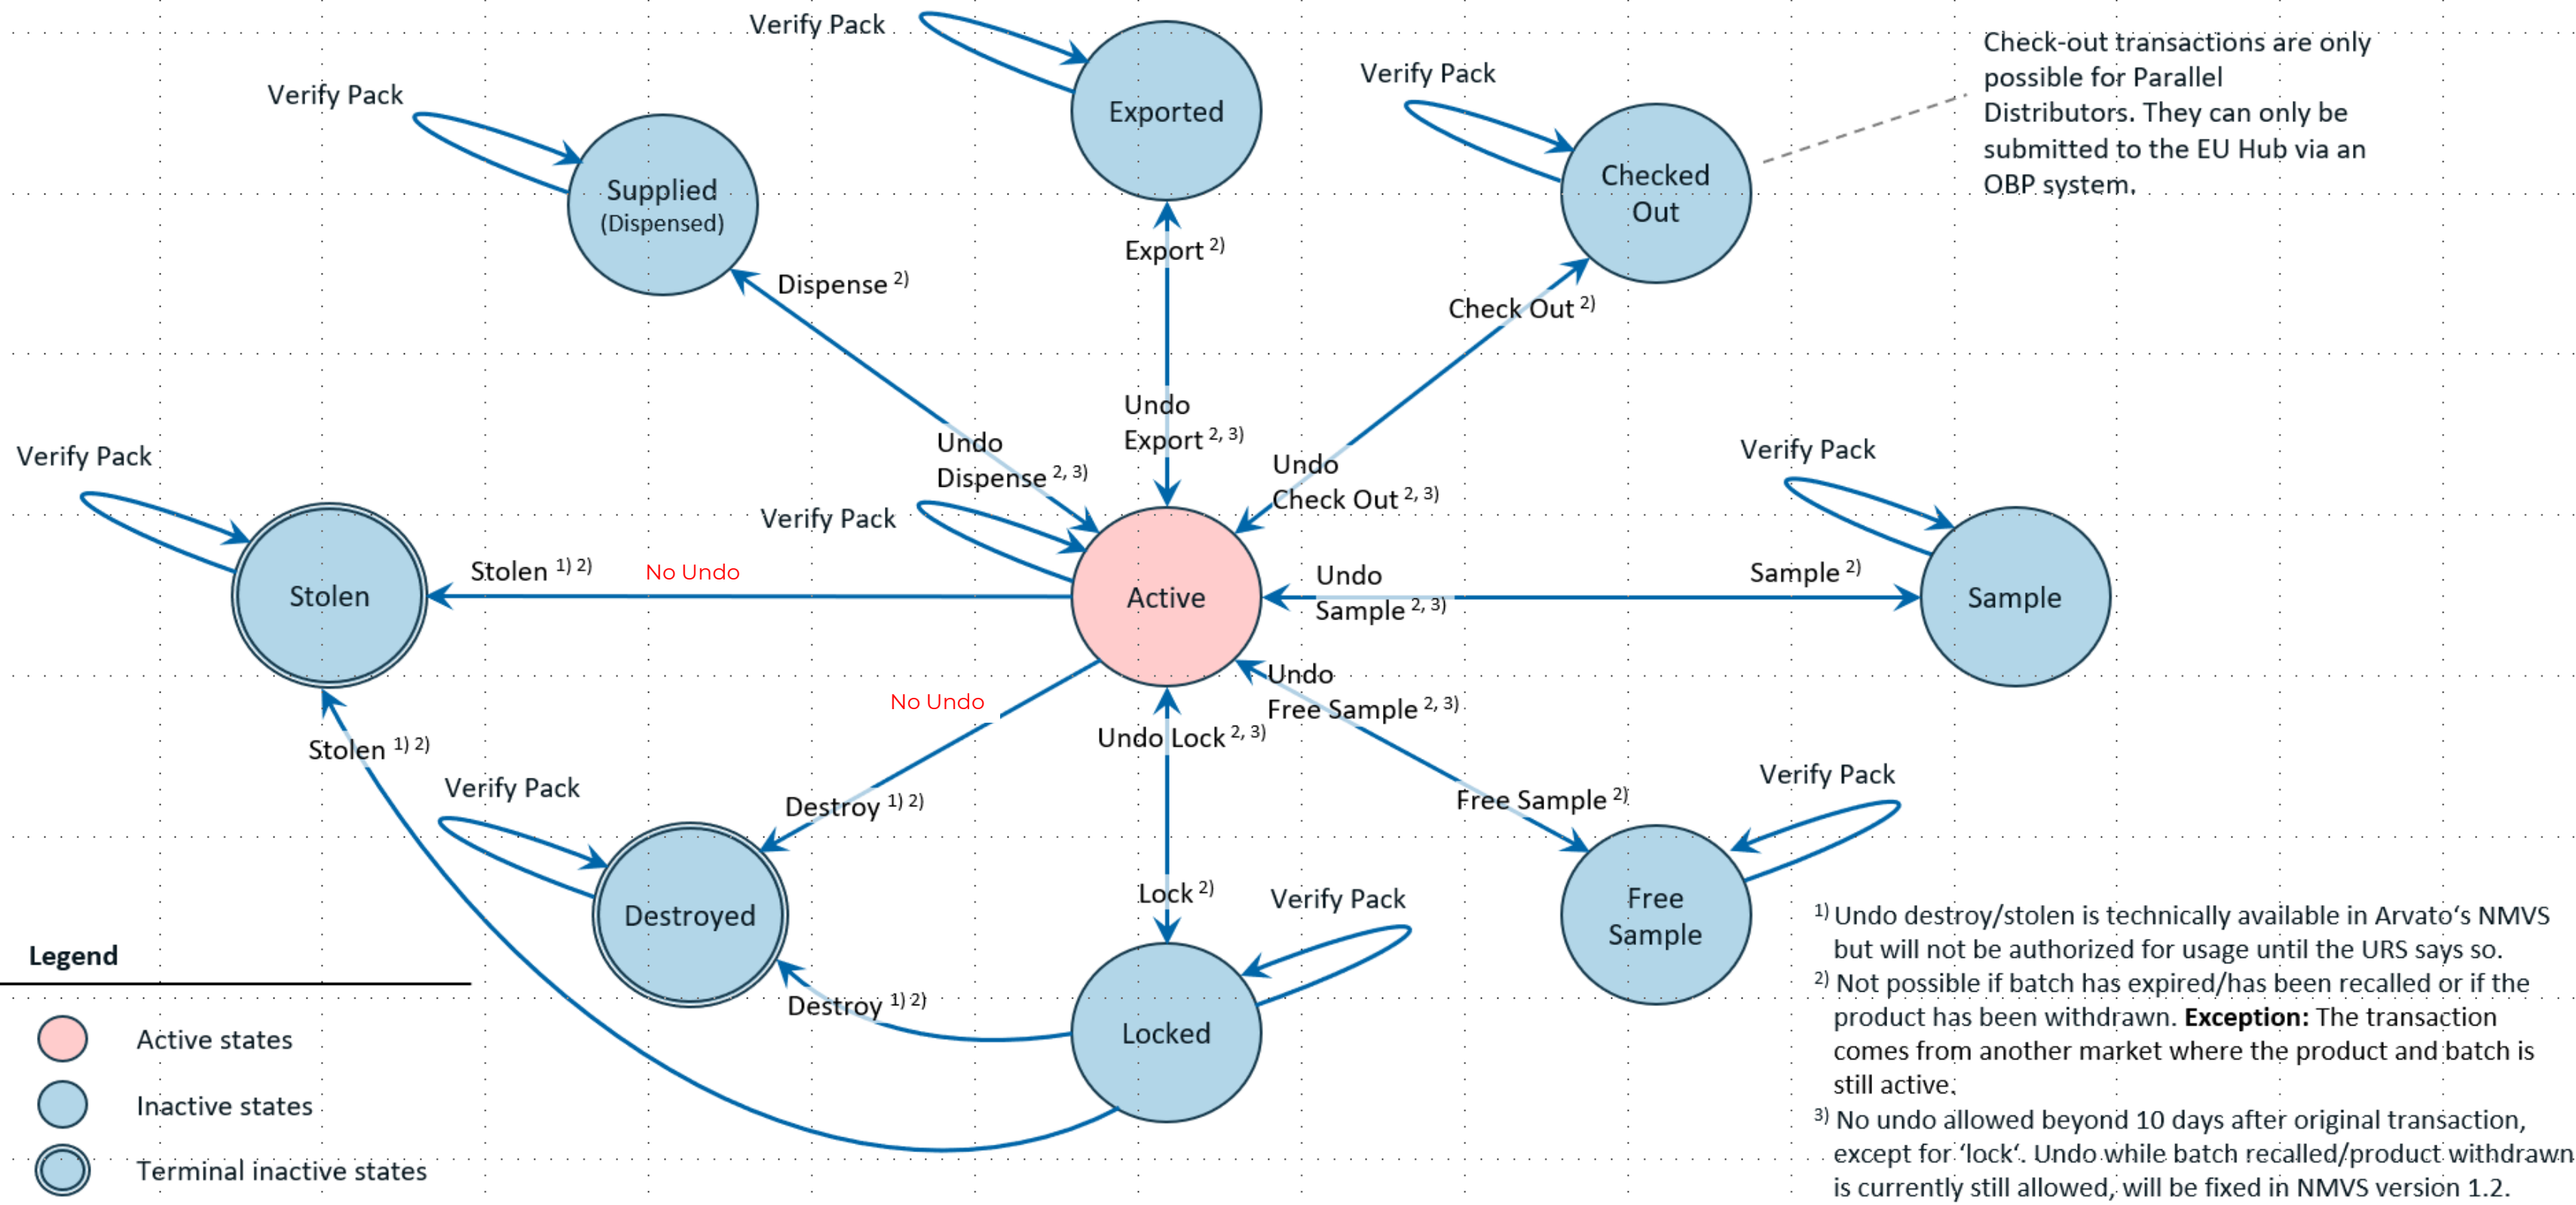 Verify Pack
Exported
Verify Pack
Supplied
(Dispensed)
Verify Pack
Checked
Out
Check-out transactions are only
possible for Parallel
Distributors. They can only be
submitted to the EU Hub via an
OBP system.
Export 2)
Dispense 2)
Check Out 2)
Undo
Export 2, 3)
Undo
Dispense 2, 3)
Undo
Check Out 2, 3)
Verify Pack
Stolen
Stolen 1) 2)
No Undo
Verify Pack
Active
Undo
Sample 2, 3)
Sample 2)
Verify Pack
Sample
No Undo
Undo
Free Sample 2, 3)
Undo Lock 2, 3)
Stolen 1) 2)
Verify Pack
Destroy 1) 2)
Free Sample 2)
Verify Pack
Destroyed
Lock 2)
Verify Pack
Free
Sample
Destroy 1) 2)
Locked
Legend
Active states
Inactive states
Terminal inactive states
1) Undo destroy/stolen is technically available in Arvato‘s NMVS
but will not be authorized for usage until the URS says so.
2) Not possible if batch has expired/has been recalled or if the
product has been withdrawn. Exception: The transaction
comes from another market where the product and batch is
still active.
3) No undo allowed beyond 10 days after original transaction,
except for ‘lock‘. Undo while batch recalled/product withdrawn
is currently still allowed, will be fixed in NMVS version 1.2.